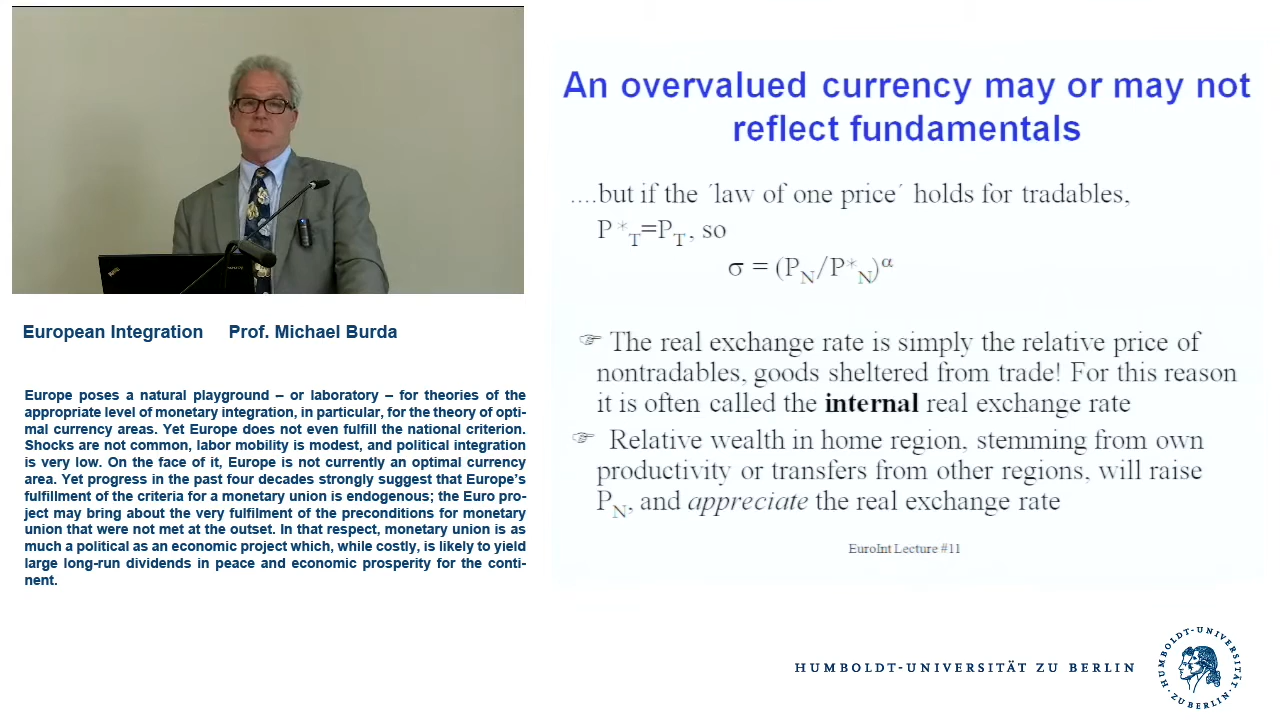 An overvalued currency may or may not
reflect fundamentals
....but if the ´law of one price´ holds for tradables,
P*T=PT, so
σ = (PN/P*N)α
☞ The real exchange rate is simply the relative price of
nontradables, goods sheltered from trade! For this reason
it is often called the internal real exchange rate
☞ Relative wealth in home region, stemming from own
productivity or transfers from other regions, will raise
PN, and appreciate the real exchange rate
EuroInt Lecture #11
European Integration Prof. Michael Burda
Europe poses a natural playground – or laboratory – for theories of the
appropriate level of monetary integration, in particular, for the theory of opti-
mal currency areas. Yet Europe does not even fulfill the national criterion.
Shocks are not common, labor mobility is modest, and political integration
is very low. On the face of it, Europe is not currently an optimal currency
area. Yet progress in the past four decades strongly suggest that Europe's
fulfillment of the criteria for a monetary union is endogenous; the Euro pro-
ject may bring about the very fulfilment of the preconditions for monetary
union that were not met at the outset. In that respect, monetary union is as
much a political as an economic project which, while costly, is likely to yield
large long-run dividends in peace and economic prosperity for the conti-
nent.
HUMBOLDT-UNIVERSITÄT ZU BERLIN
HUMBOLDT-UNIVERSITÄT ZU BERLIN